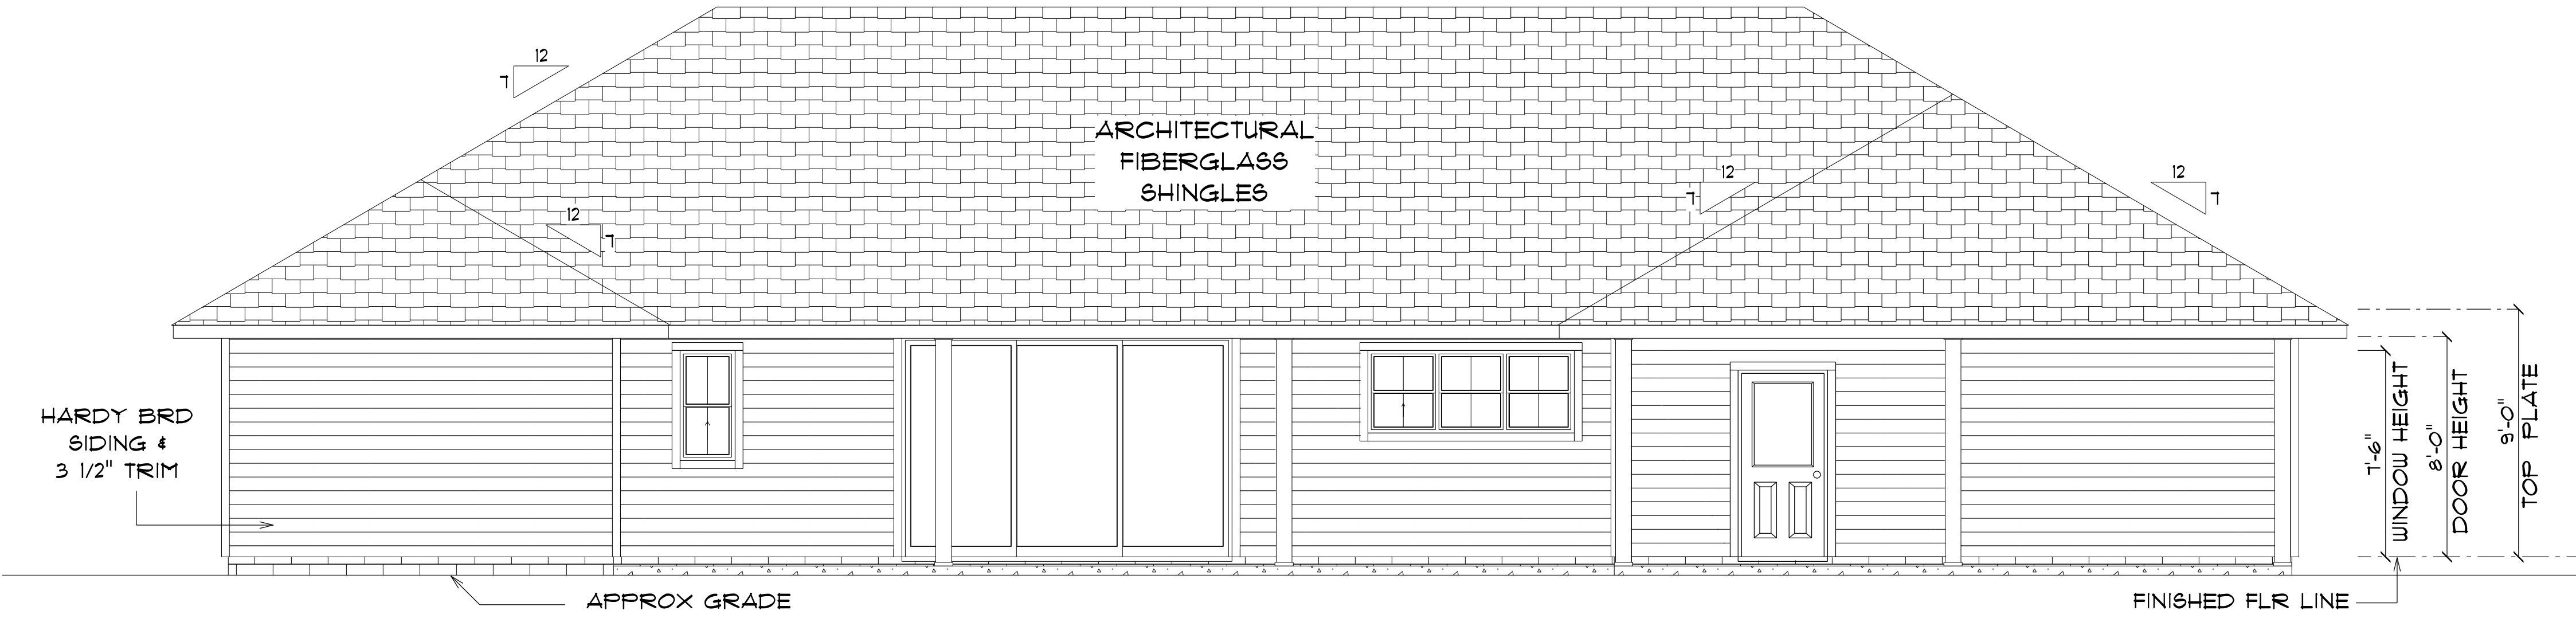 12
7
ARCHITECTURAL
FIBERGLASS
SHINGLES
12
7
12
7
12
7
HARDY BRD
SIDING &
3 1/2" TRIM
7'-6"
WINDOW HEIGHT
8'-0"
DOOR HEIGHT
9'-0"
TOP PLATE
APPROX GRADE
FINISHED FLR LINE